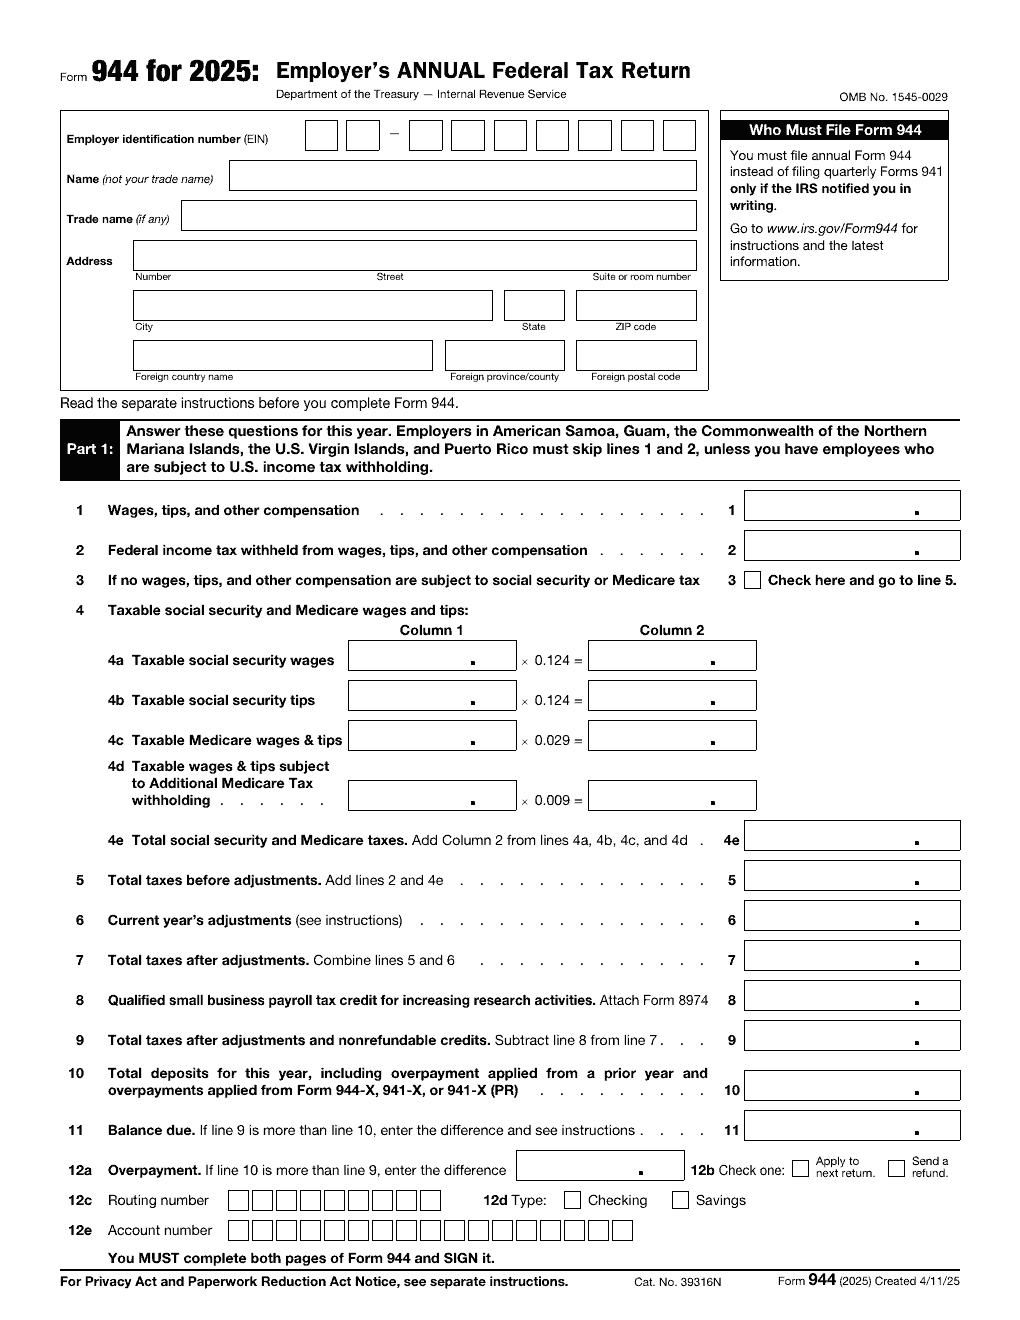 Form 944 for 2025: Employer's ANNUAL Federal Tax Return
Department of the Treasury — Internal Revenue Service
OMB No. 1545-0029
Employer identification number (EIN) —
Name (not your trade name)
Trade name (if any)
Address
Number Street Suite or room number
City State ZIP code
Foreign country name Foreign province/county Foreign postal code
Who Must File Form 944
You must file annual Form 944
instead of filing quarterly Forms 941
only if the IRS notified you in
writing.
Go to www.irs.gov/Form944 for
instructions and the latest
information.
Read the separate instructions before you complete Form 944.
Part 1:
Answer these questions for this year. Employers in American Samoa, Guam, the Commonwealth of the Northern
Mariana Islands, the U.S. Virgin Islands, and Puerto Rico must skip lines 1 and 2, unless you have employees who
are subject to U.S. income tax withholding.
1 Wages, tips, and other compensation . . . . . . . . . . . . . . . . . 1 .
2 Federal income tax withheld from wages, tips, and other compensation . . . . . . 2 .
3 If no wages, tips, and other compensation are subject to social security or Medicare tax 3 Check here and go to line 5.
4 Taxable social security and Medicare wages and tips:
Column 1 Column 2
4a Taxable social security wages . × 0.124 = .
4b Taxable social security tips . × 0.124 = .
4c Taxable Medicare wages & tips . × 0.029 = .
4d Taxable wages & tips subject
to Additional Medicare Tax
withholding . . . . . . . × 0.009 = .
4e Total social security and Medicare taxes. Add Column 2 from lines 4a, 4b, 4c, and 4d . 4e .
5 Total taxes before adjustments. Add lines 2 and 4e . . . . . . . . . . . . . 5 .
6 Current year's adjustments (see instructions) . . . . . . . . . . . . . . . 6 .
7 Total taxes after adjustments. Combine lines 5 and 6 . . . . . . . . . . . . 7 .
8 Qualified small business payroll tax credit for increasing research activities. Attach Form 8974 8 .
9 Total taxes after adjustments and nonrefundable credits. Subtract line 8 from line 7 . . . 9 .
10 Total deposits for this year, including overpayment applied from a prior year and
overpayments applied from Form 944-X, 941-X, or 941-X (PR) . . . . . . . . . 10 .
11 Balance due. If line 9 is more than line 10, enter the difference and see instructions . . . . 11 .
12a Overpayment. If line 10 is more than line 9, enter the difference . 12b Check one: Apply to next return. Send a refund.
12c Routing number 12d Type: Checking Savings
12e Account number
You MUST complete both pages of Form 944 and SIGN it.
For Privacy Act and Paperwork Reduction Act Notice, see separate instructions. Cat. No. 39316N Form 944 (2025) Created 4/11/25